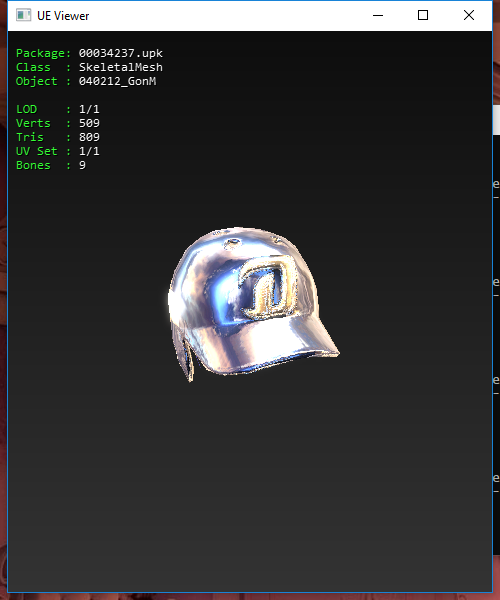 UE Viewer
Package: 00034237.upk
Class : SkeletalMesh
Object : 040212_GonM
LOD : 1/1
Verts : 509
Tris : 809
UV Set : 1/1
Bones : 9